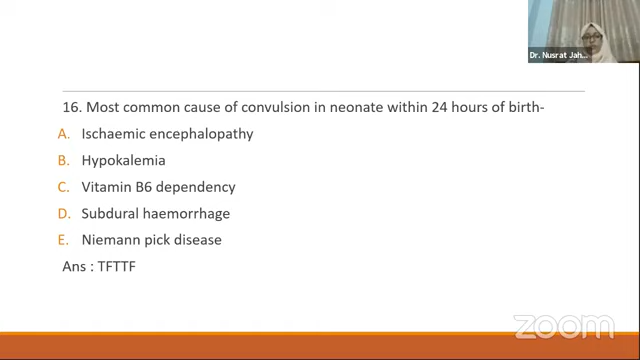 Dr. Nusrat Jah...
16. Most common cause of convulsion in neonate within 24 hours of birth-
A. Ischaemic encephalopathy
B. Hypokalemia
C. Vitamin B6 dependency
D. Subdural haemorrhage
E. Niemann pick disease
Ans : TFTTF
zoom